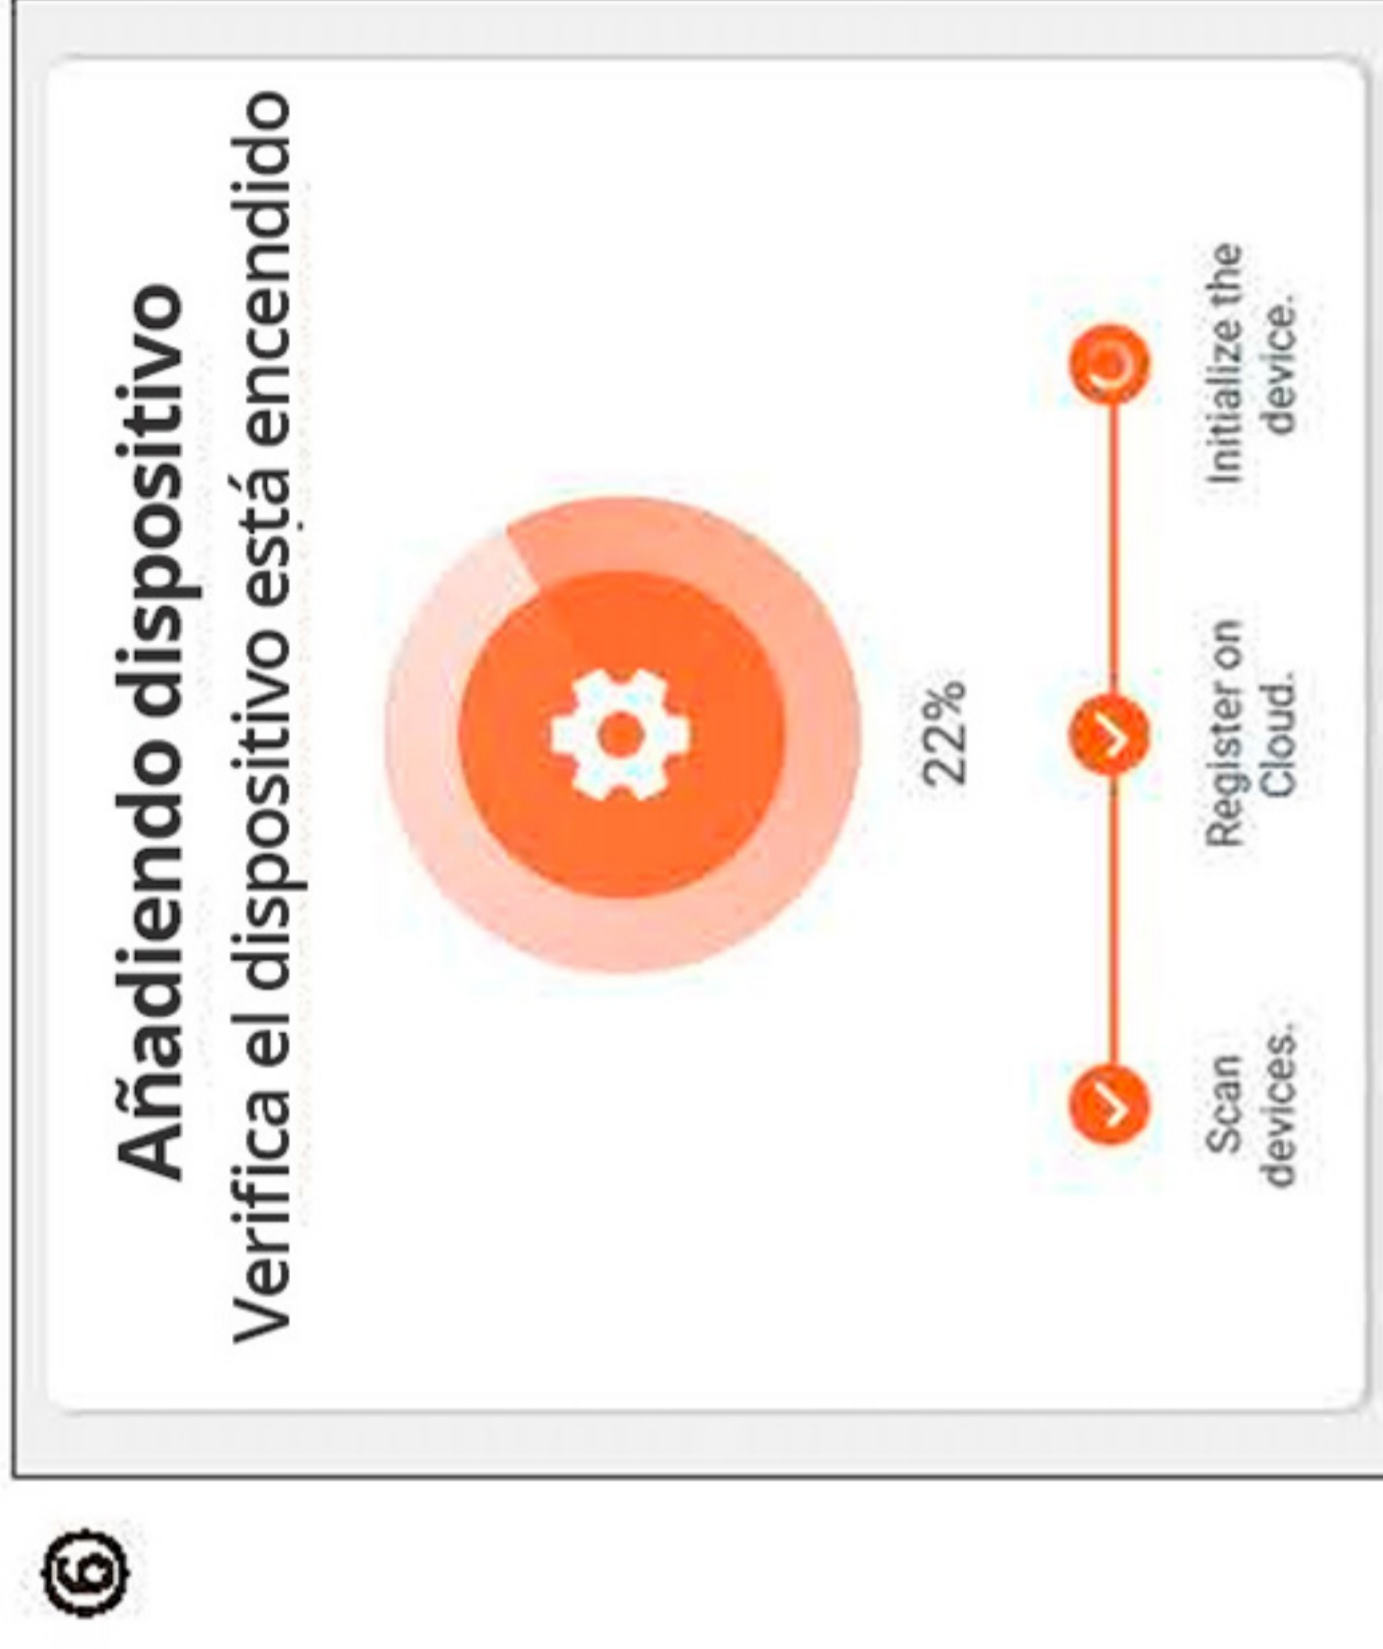 ⑥
Añadiendo dispositivo
Verifica el dispositivo está encendido
22%
Scan devices.
Register on Cloud.
Initialize the device.